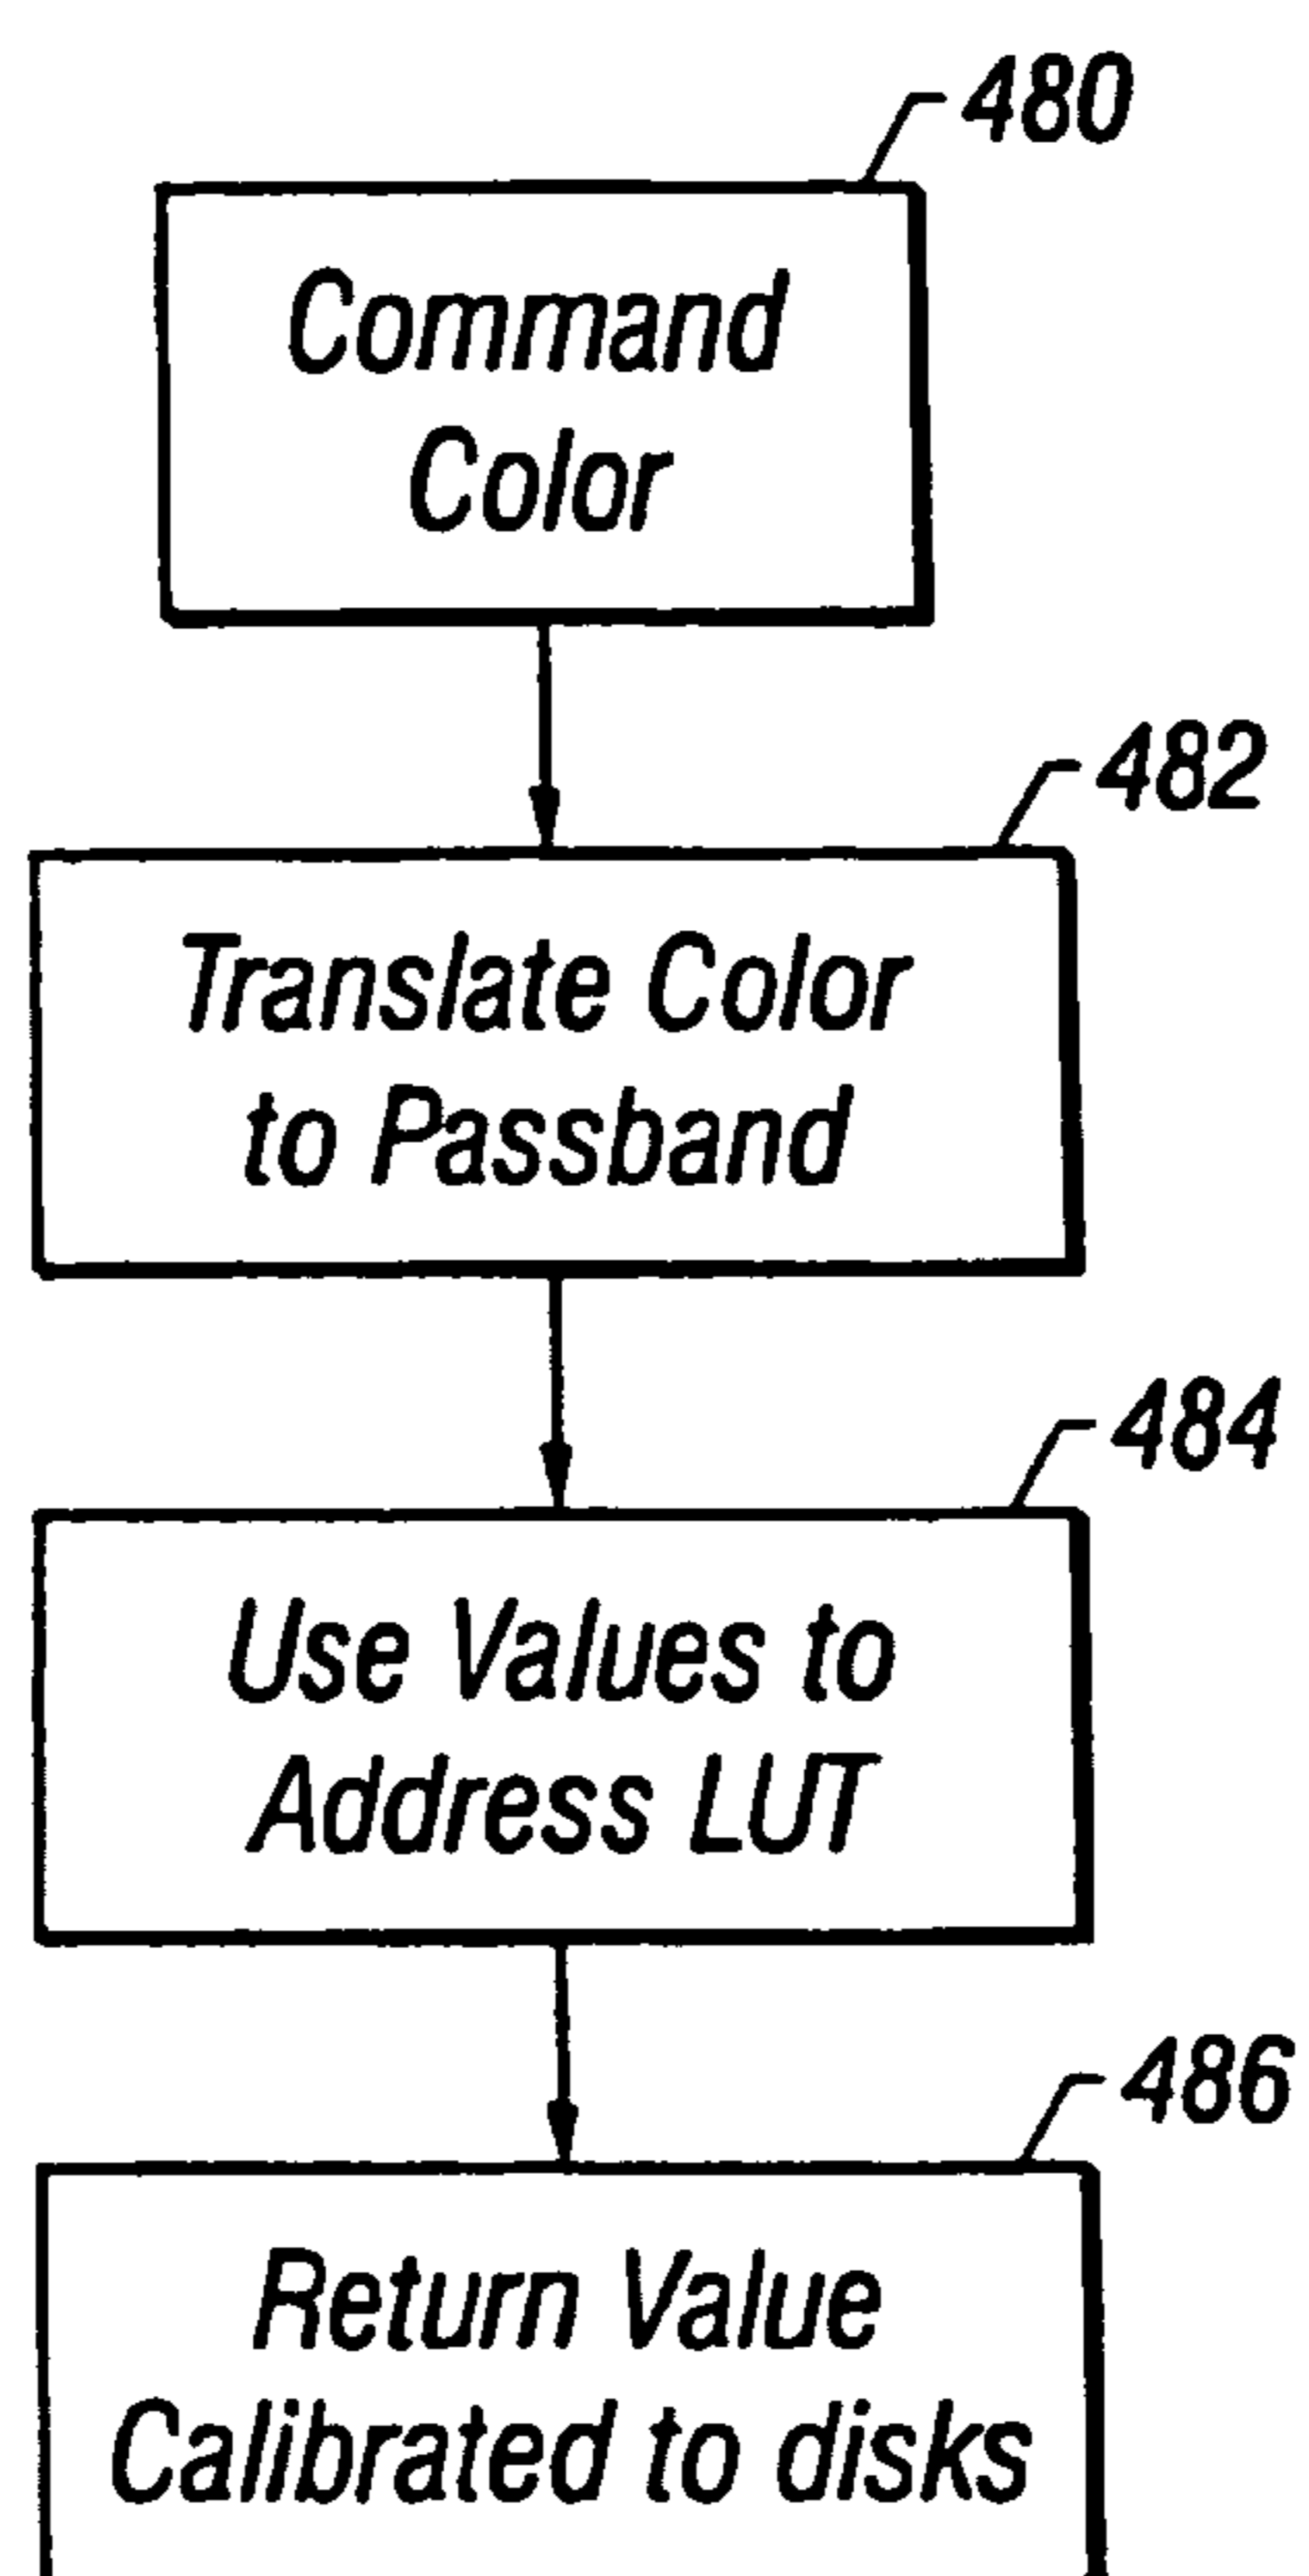 480
Command
Color
482
Translate Color
to Passband
484
Use Values to
Address LUT
486
Return Value
Calibrated to disks